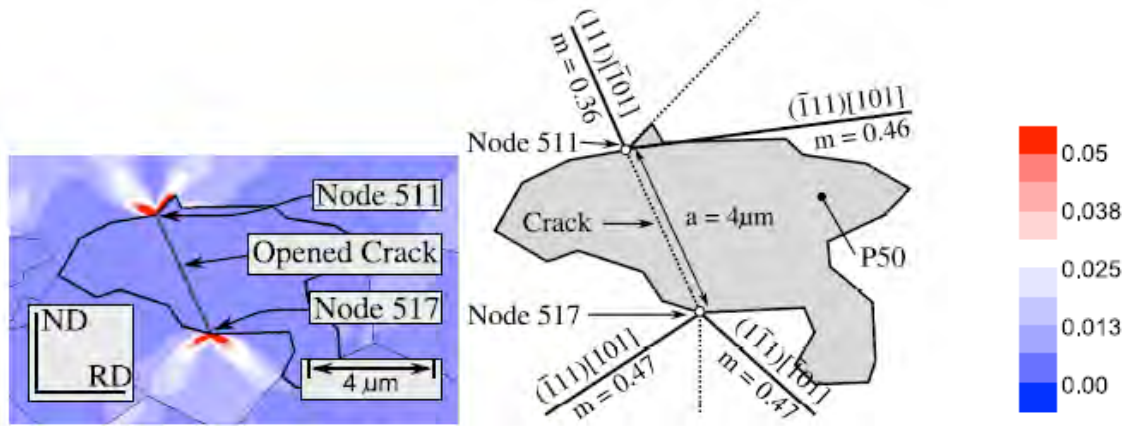 Node 511
Opened Crack
Node 517
ND
RD
4 μm
(111)[1̄01]
m = 0.36
(1̄11)[101]
m = 0.46
Node 511
Crack
a = 4μm
P50
Node 517
(1̄11)[101]
m = 0.47
(11̄1)[1̄01]
m = 0.47
0.05
0.038
0.025
0.013
0.00